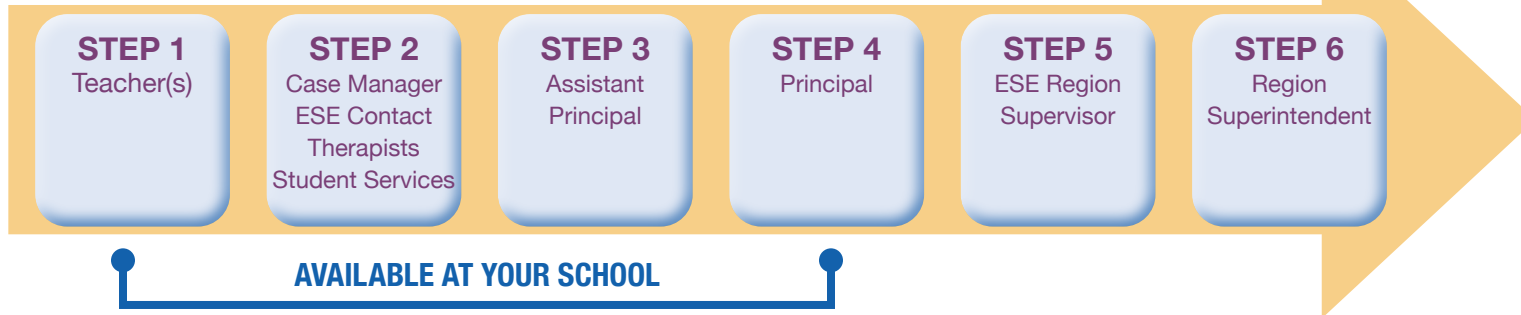 STEP 1
Teacher(s)
STEP 2
Case Manager
ESE Contact
Therapists
Student Services
STEP 3
Assistant
Principal
STEP 4
Principal
STEP 5
ESE Region
Supervisor
STEP 6
Region
Superintendent
AVAILABLE AT YOUR SCHOOL